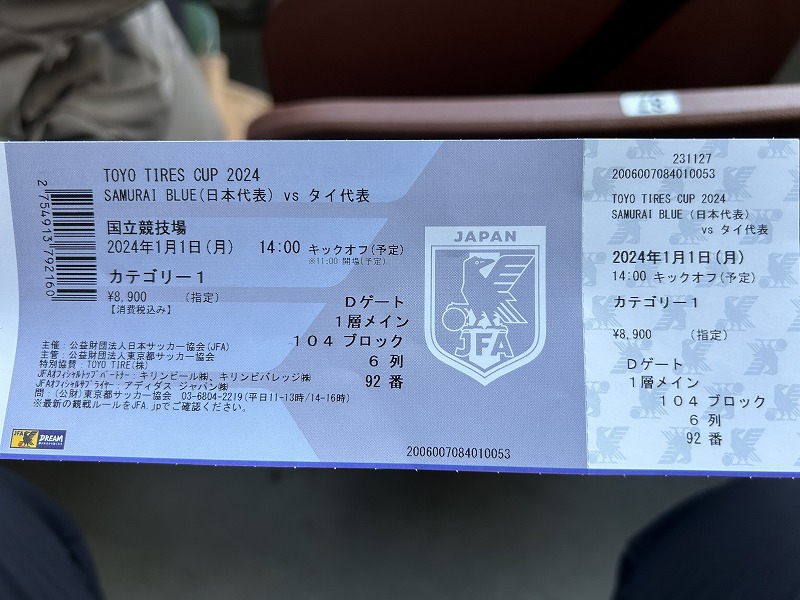 TOYO TIRES CUP 2024
SAMURAI BLUE(日本代表) vs タイ代表
国立競技場
2024年1月1日(月) 14:00 キックオフ(予定)
※11:00 開場(予定)
カテゴリー1
¥8,900 (指定)
【消費税込み】
Dゲート
1層メイン
104 ブロック
6 列
92 番
主催：公益財団法人日本サッカー協会(JFA)
主管：公益財団法人東京都サッカー協会
特別協賛：TOYO TIRE(株)
JFAオフィシャルトップパートナー：キリンビール㈱、キリンビバレッジ㈱
JFAオフィシャルサプライヤー：アディダス ジャパン㈱
問：(公財)東京都サッカー協会 03-6804-2219(平日11-13時/14-16時)
※最新の観戦ルールをJFA.jpでご確認ください。
JFA DREAM
2006007084010053
2 754913 792160
JAPAN
JFA
231127
2006007084010053
TOYO TIRES CUP 2024
SAMURAI BLUE (日本代表)
vs タイ代表
2024年1月1日(月)
14:00 キックオフ(予定)
カテゴリー1
¥8,900 (指定)
Dゲート
1層メイン
104 ブロック
6 列
92 番